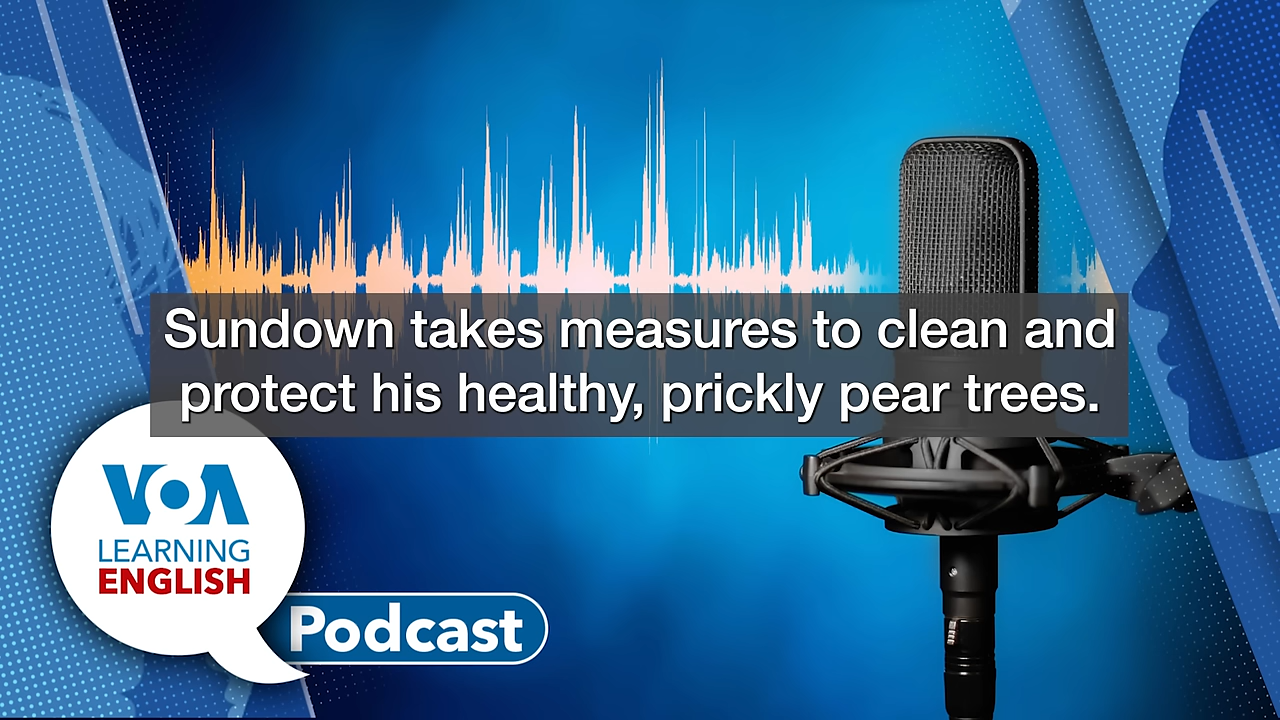 Sundown takes measures to clean and
protect his healthy, prickly pear trees.
VOA
LEARNING
ENGLISH
Podcast